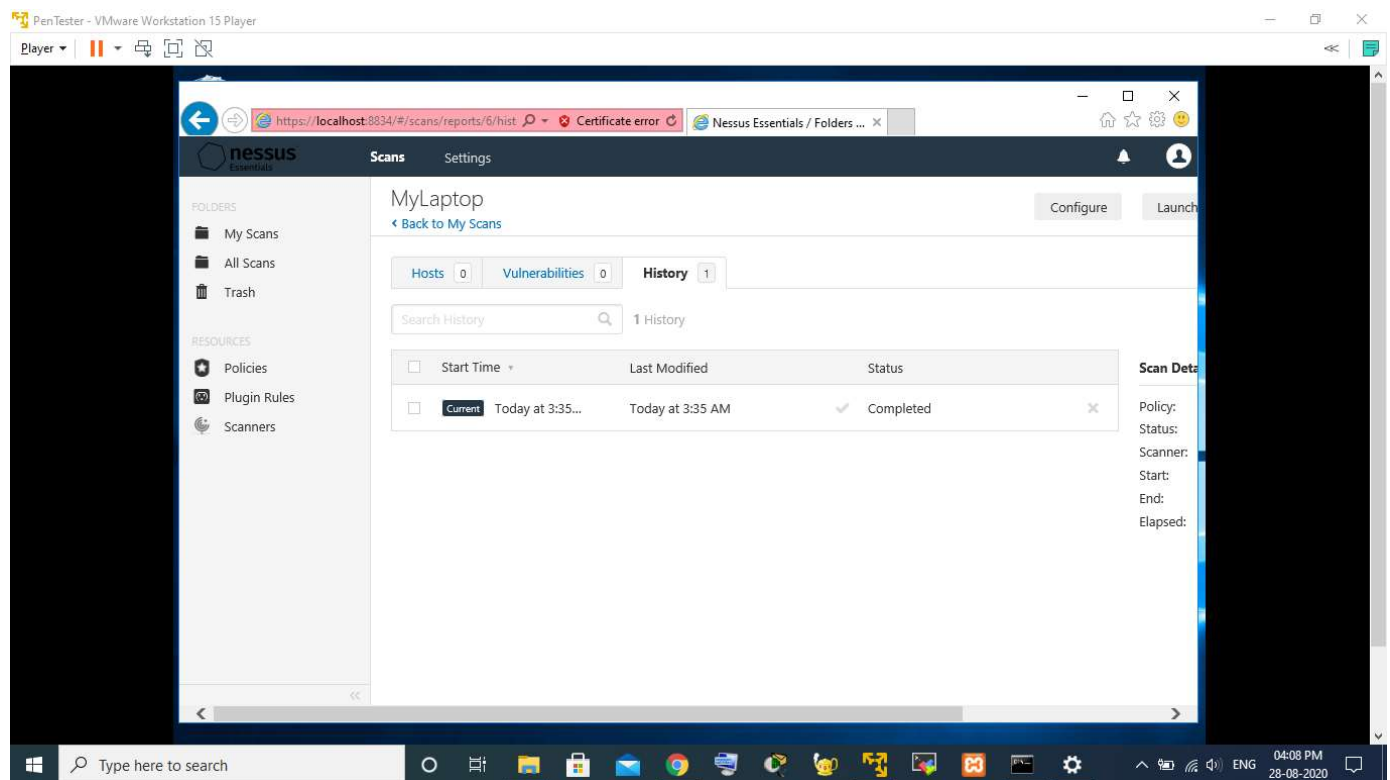 PenTester - VMware Workstation 15 Player
Player
https://localhost:8834/#/scans/reports/6/hist Certificate error Nessus Essentials / Folders ...
nessus
Essentials
Scans Settings
FOLDERS
My Scans
All Scans
Trash
RESOURCES
Policies
Plugin Rules
Scanners
MyLaptop
Back to My Scans
Configure Launch
Hosts 0 Vulnerabilities 0 History 1
Search History 1 History
Start Time Last Modified Status
Current Today at 3:35... Today at 3:35 AM Completed
Scan Deta
Policy:
Status:
Scanner:
Start:
End:
Elapsed:
Type here to search
ENG
04:08 PM
28-08-2020